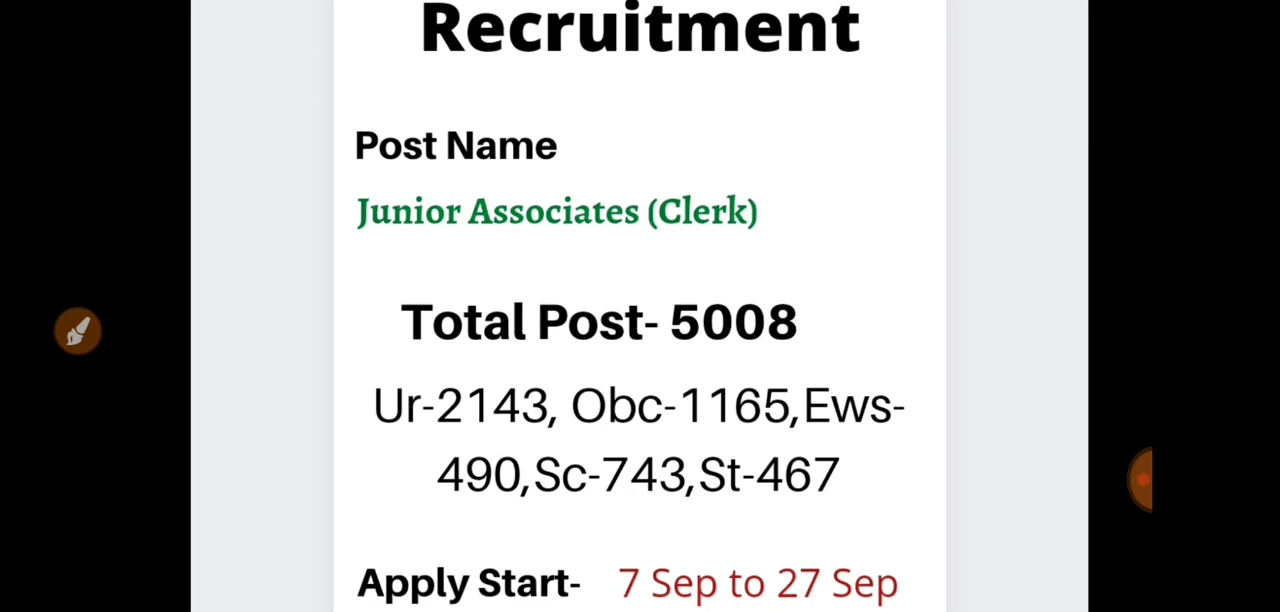 Recruitment
Post Name
Junior Associates (Clerk)
Total Post- 5008
Ur-2143, Obc-1165,Ews-
490,Sc-743,St-467
Apply Start- 7 Sep to 27 Sep